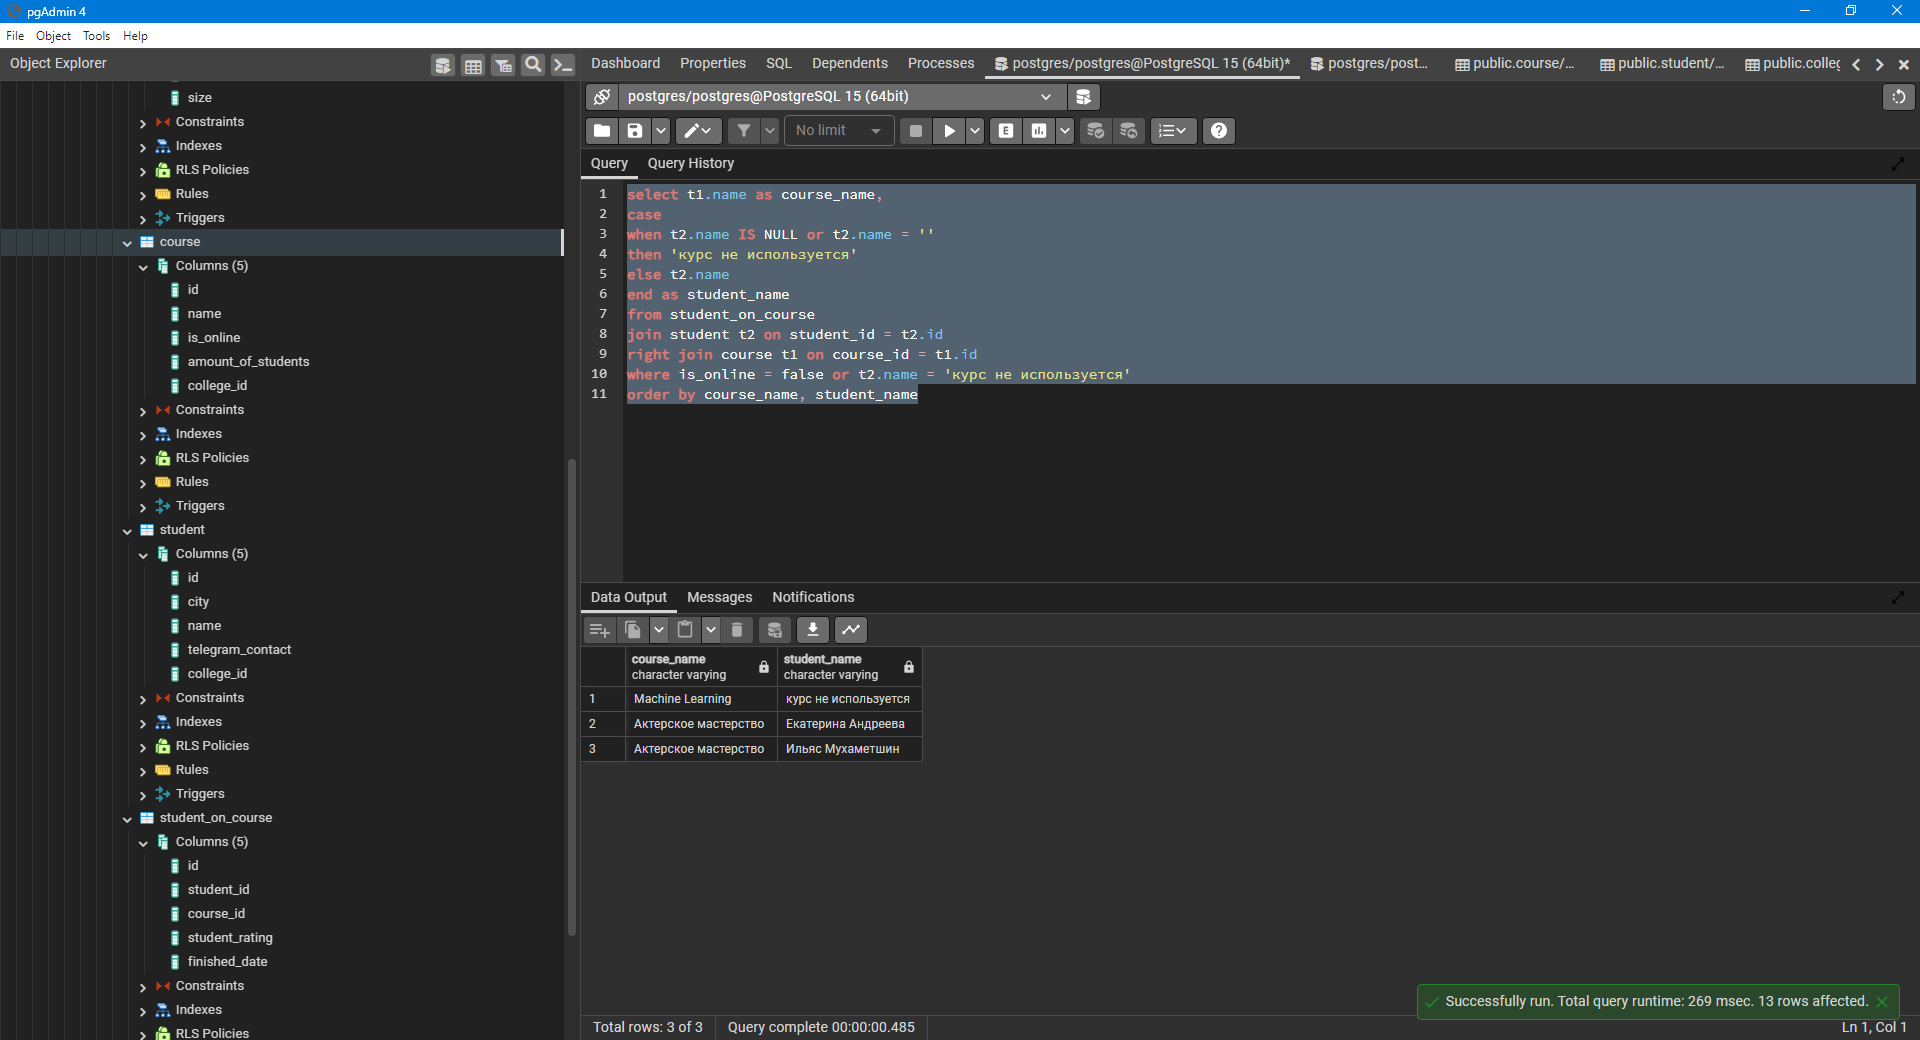 pgAdmin 4
File Object Tools Help
Object Explorer
size
Constraints
Indexes
RLS Policies
Rules
Triggers
course
Columns (5)
id
name
is_online
amount_of_students
college_id
Constraints
Indexes
RLS Policies
Rules
Triggers
student
Columns (5)
id
city
name
telegram_contact
college_id
Constraints
Indexes
RLS Policies
Rules
Triggers
student_on_course
Columns (5)
id
student_id
course_id
student_rating
finished_date
Constraints
Indexes
RLS Policies
Dashboard Properties SQL Dependents Processes postgres/postgres@PostgreSQL 15 (64bit)* postgres/post... public.course/... public.student/... public.colleg
postgres/postgres@PostgreSQL 15 (64bit)
No limit
E
Query Query History
1 select t1.name as course_name,
2 case
3 when t2.name IS NULL or t2.name = ''
4 then 'курс не используется'
5 else t2.name
6 end as student_name
7 from student_on_course
8 join student t2 on student_id = t2.id
9 right join course t1 on course_id = t1.id
10 where is_online = false or t2.name = 'курс не используется'
11 order by course_name, student_name
Data Output Messages Notifications
course_name student_name
character varying character varying
1 Machine Learning курс не используется
2 Актерское мастерство Екатерина Андреева
3 Актерское мастерство Ильяс Мухаметшин
Successfully run. Total query runtime: 269 msec. 13 rows affected.
Total rows: 3 of 3 Query complete 00:00:00.485 Ln 1, Col 1